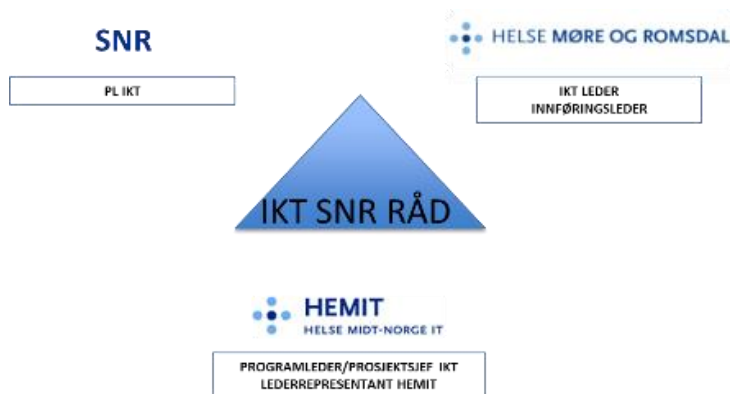 SNR
HELSE MØRE OG ROMSDAL
PL IKT
IKT LEDER
INNFØRINGSLEDER
IKT SNR RÅD
HEMIT
HELSE MIDT-NORGE IT
PROGRAMLEDER/PROSJEKTSJEF IKT
LEDERREPRESENTANT HEMIT